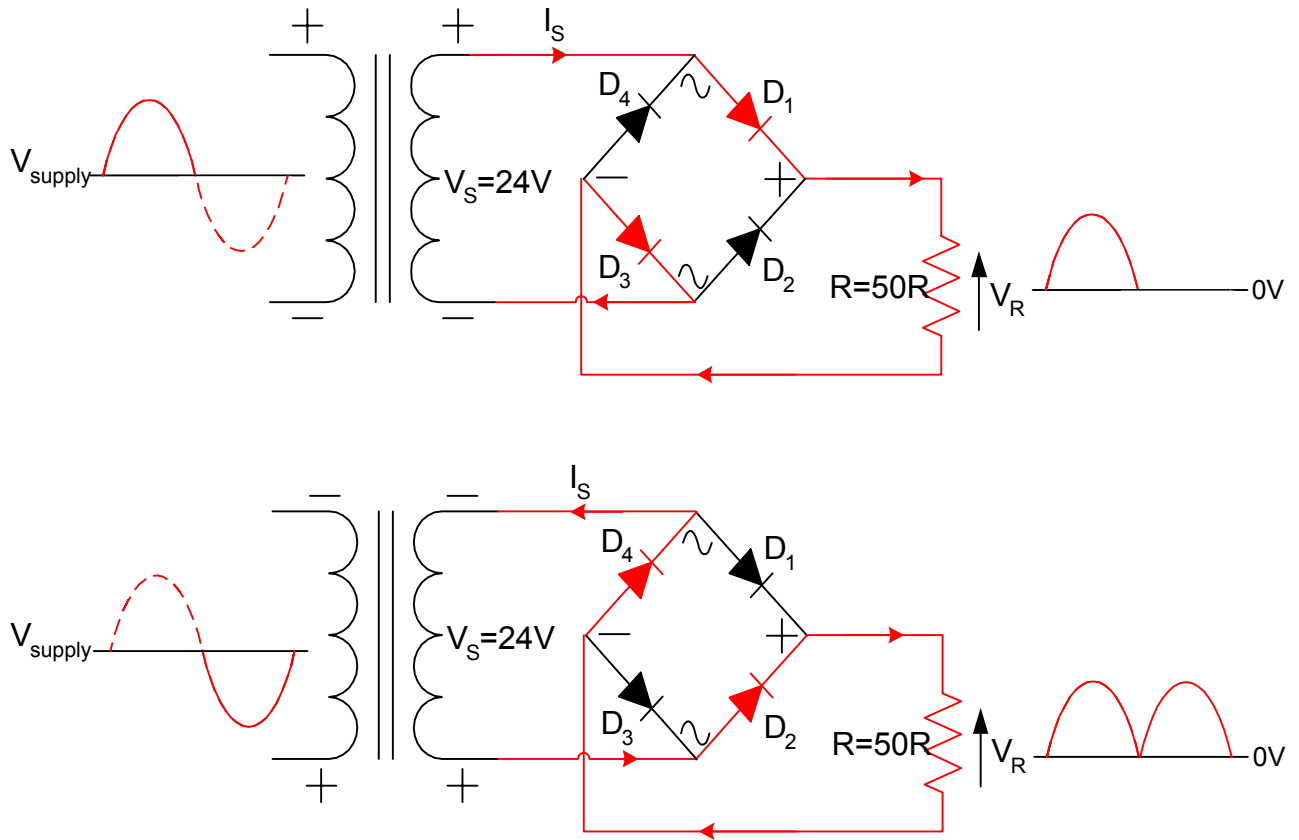 + + I_S
D_4 D_1
V_supply V_S=24V − +
D_3 D_2 R=50R V_R 0V
− −
− − I_S
D_4 D_1
V_supply V_S=24V − +
D_3 D_2 R=50R V_R 0V
+ +